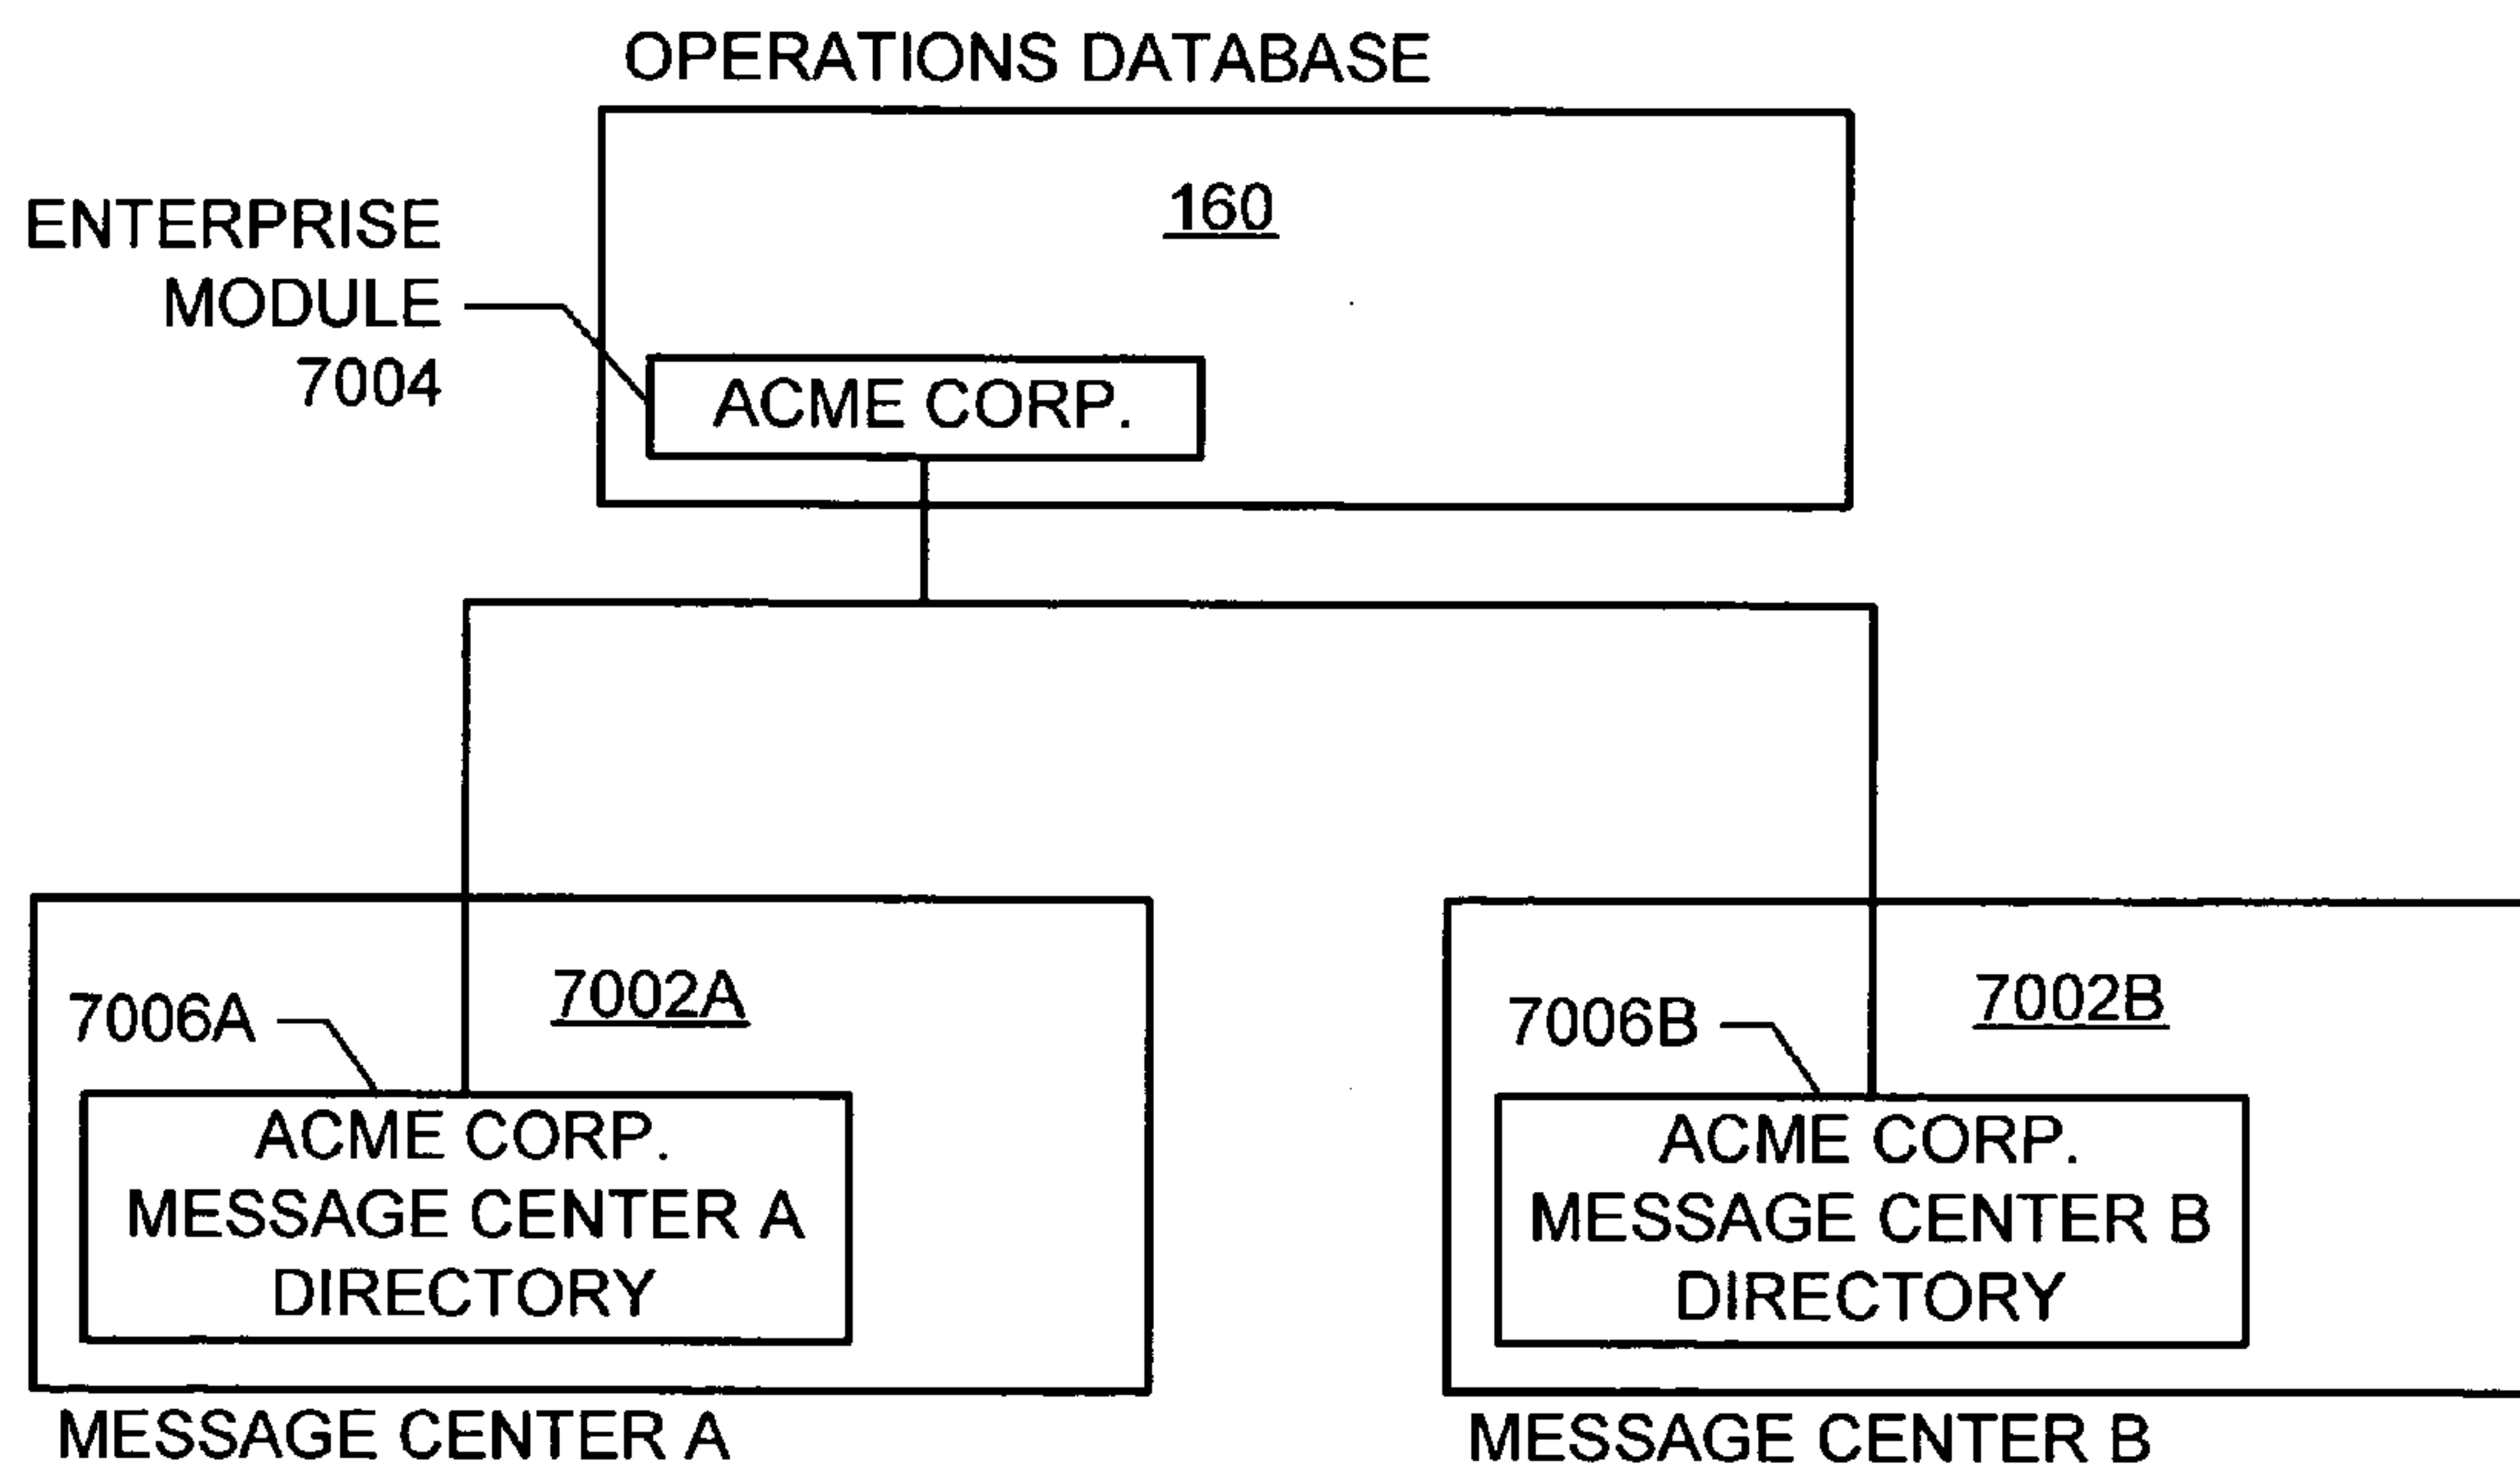 OPERATIONS DATABASE
160
ENTERPRISE
MODULE
7004
ACME CORP.
7006A
7002A
ACME CORP.
MESSAGE CENTER A
DIRECTORY
MESSAGE CENTER A
7006B
7002B
ACME CORP.
MESSAGE CENTER B
DIRECTORY
MESSAGE CENTER B